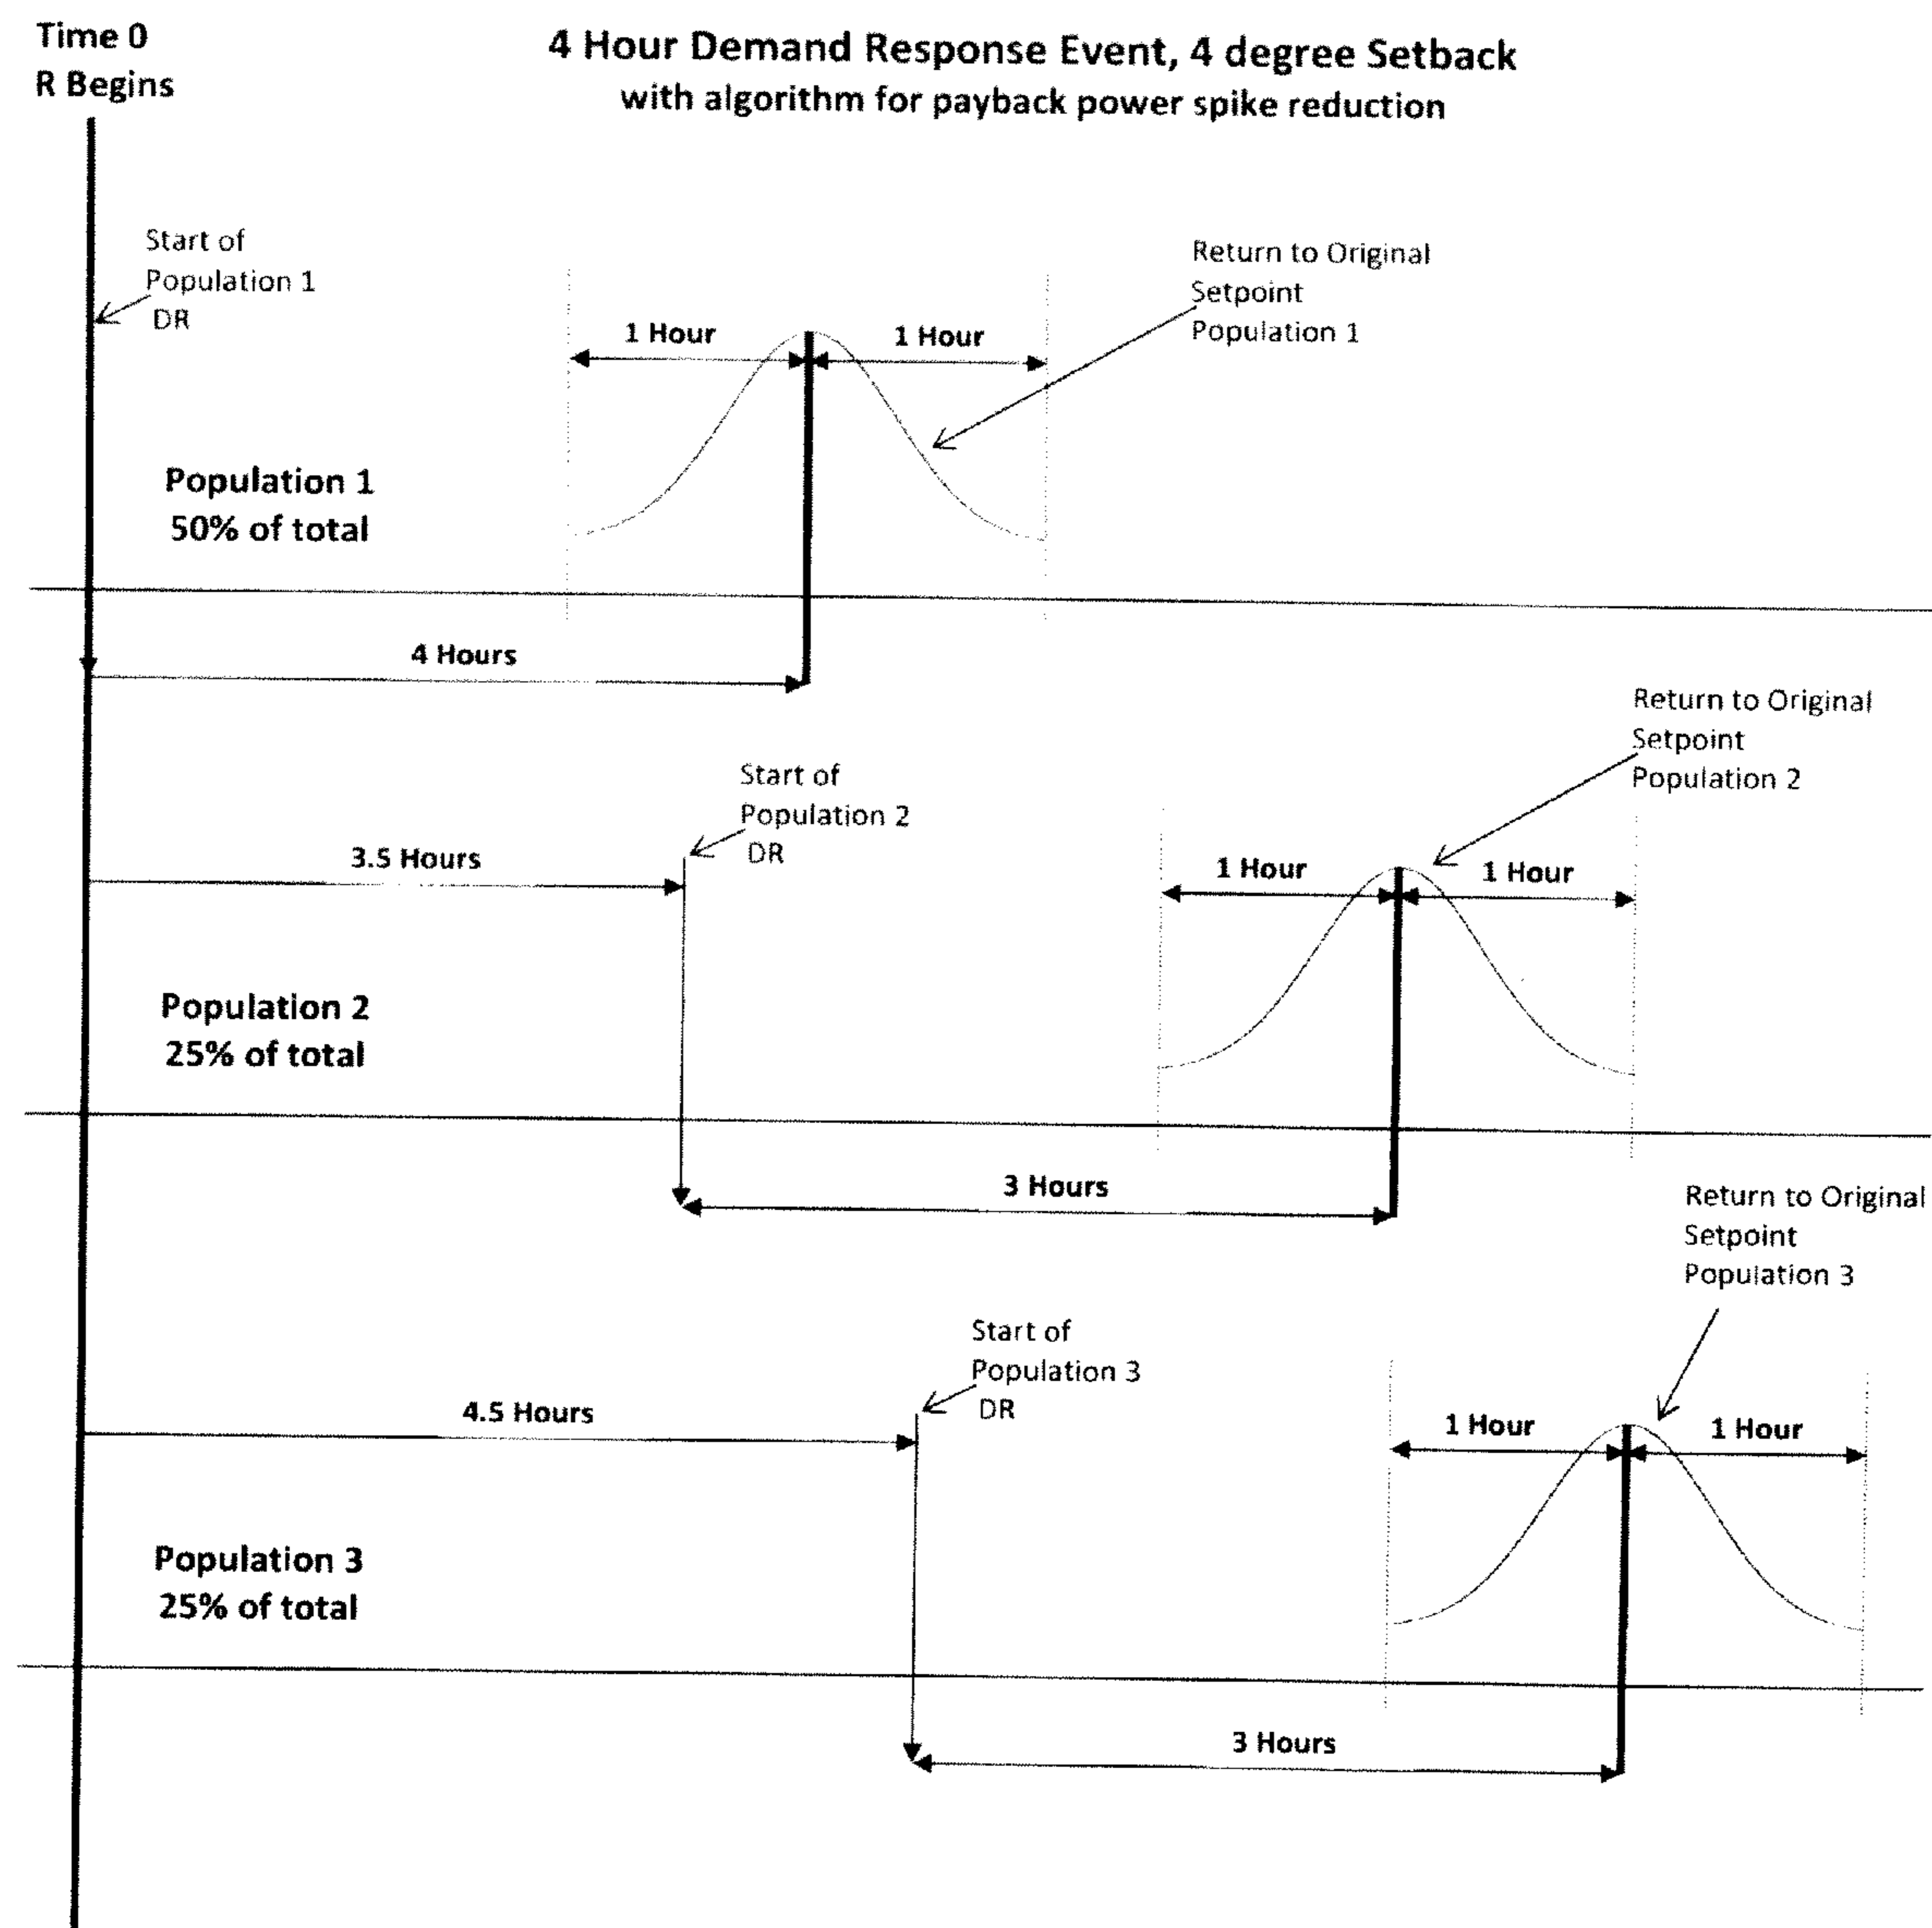 Time 0
R Begins
4 Hour Demand Response Event, 4 degree Setback
with algorithm for payback power spike reduction
Start of
Population 1
DR
Return to Original
Setpoint
Population 1
1 Hour
1 Hour
Population 1
50% of total
4 Hours
Return to Original
Setpoint
Population 2
Start of
Population 2
DR
3.5 Hours
1 Hour
1 Hour
Population 2
25% of total
3 Hours
Return to Original
Setpoint
Population 3
Start of
Population 3
DR
4.5 Hours
1 Hour
1 Hour
Population 3
25% of total
3 Hours